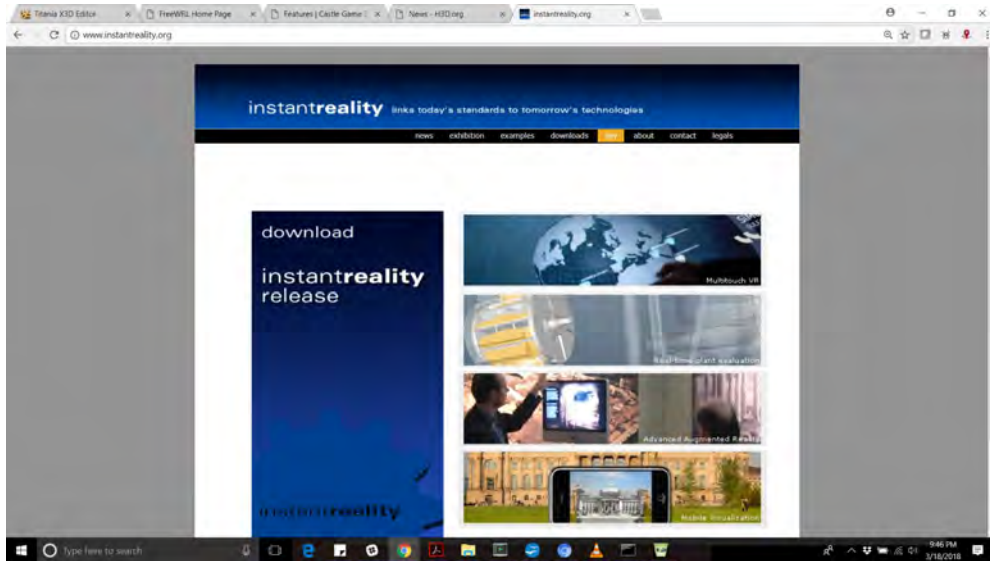 Titania X3D Editor
FreeWRL Home Page
Features | Castle Game
News - H3D.org
instantreality.org
www.instantreality.org
instantreality links today's standards to tomorrow's technologies
news exhibition examples downloads about contact legals
download
instantreality
release
Multitouch VR
Real-time plant evaluation
Advanced Augmented Reality
Mobile Visualization
instantreality
Type here to search
9:46 PM
3/18/2018